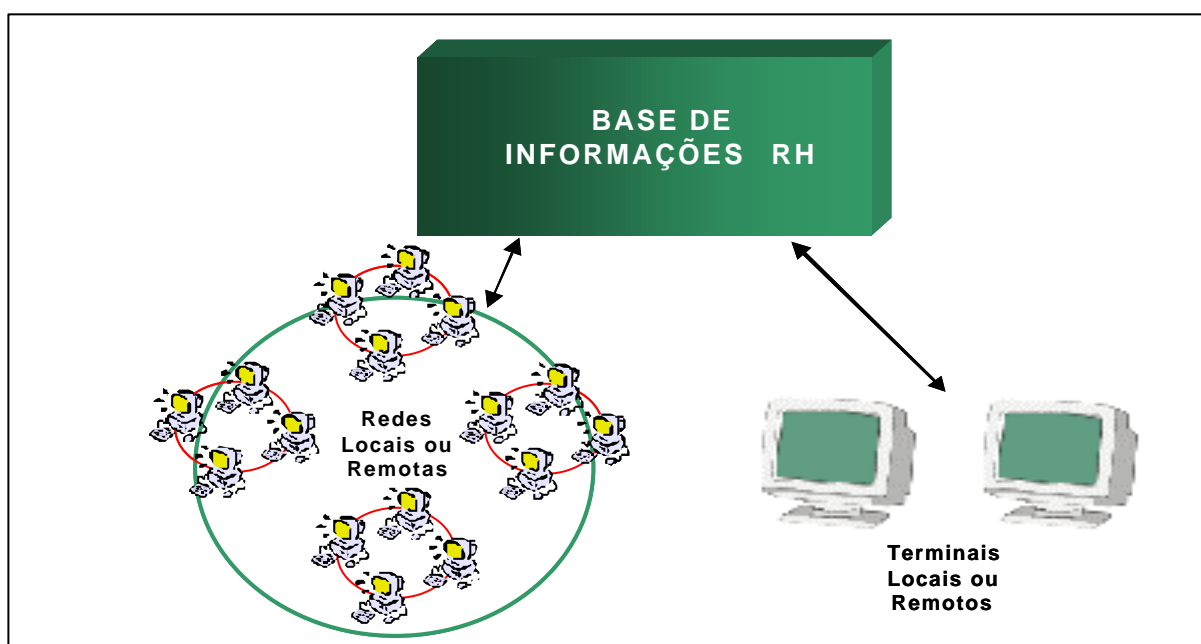 BASE DE
INFORMAÇÕES RH
Redes
Locais ou
Remotas
Terminais
Locais ou
Remotos